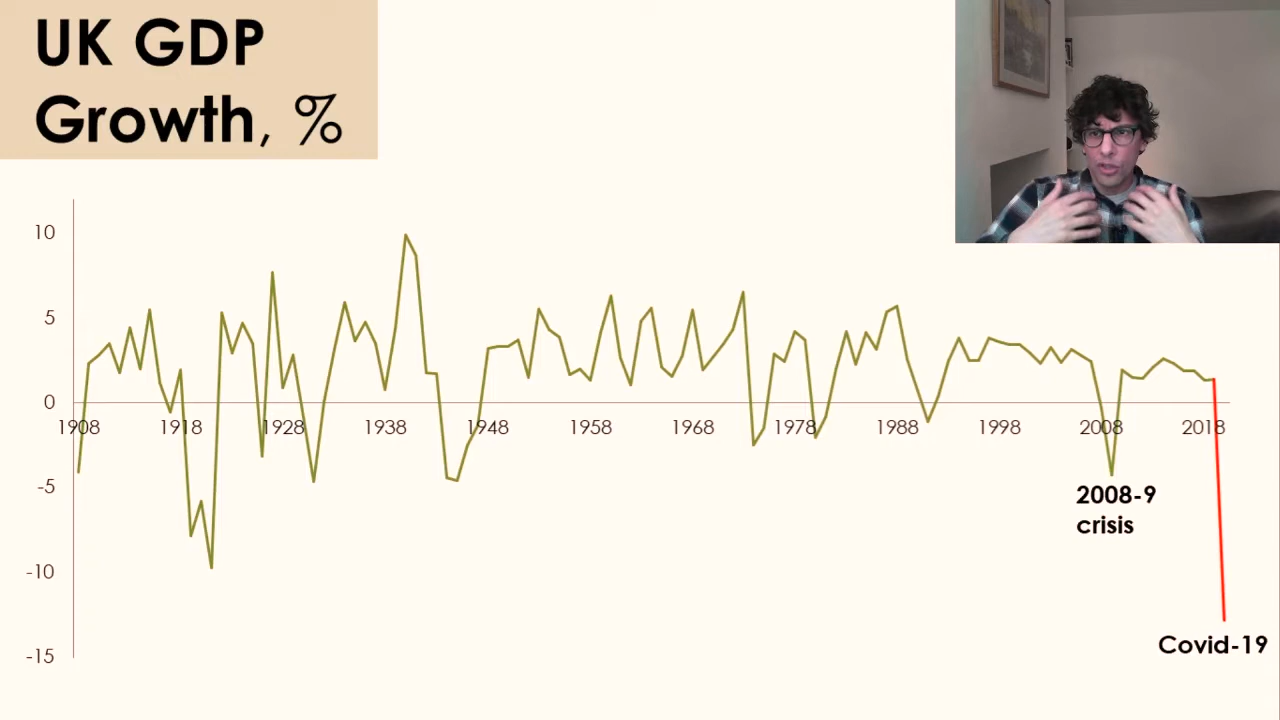 UK GDP
Growth, %
10
5
0
-5
-10
-15
1908 1918 1928 1938 1948 1958 1968 1978 1988 1998 2008 2018
2008-9
crisis
Covid-19